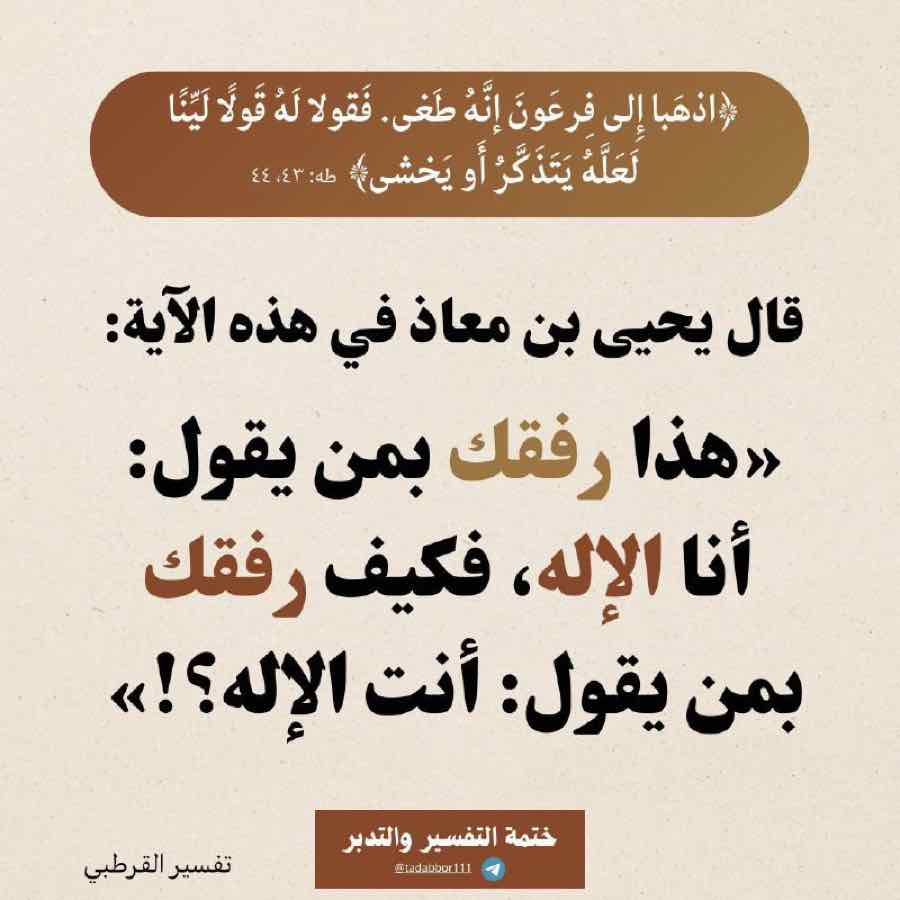 ﴿اذهَبا إِلى فِرعَونَ إِنَّهُ طَغى. فَقولا لَهُ قَولًا لَيِّنًا
لَعَلَّهُ يَتَذَكَّرُ أَو يَخشى﴾ طه: ٤٣، ٤٤
قال يحيى بن معاذ في هذه الآية:
«هذا رفقك بمن يقول:
أنا الإله، فكيف رفقك
بمن يقول: أنت الإله؟!»
ختمة التفسير والتدبر
@tadabbor111
تفسير القرطبي